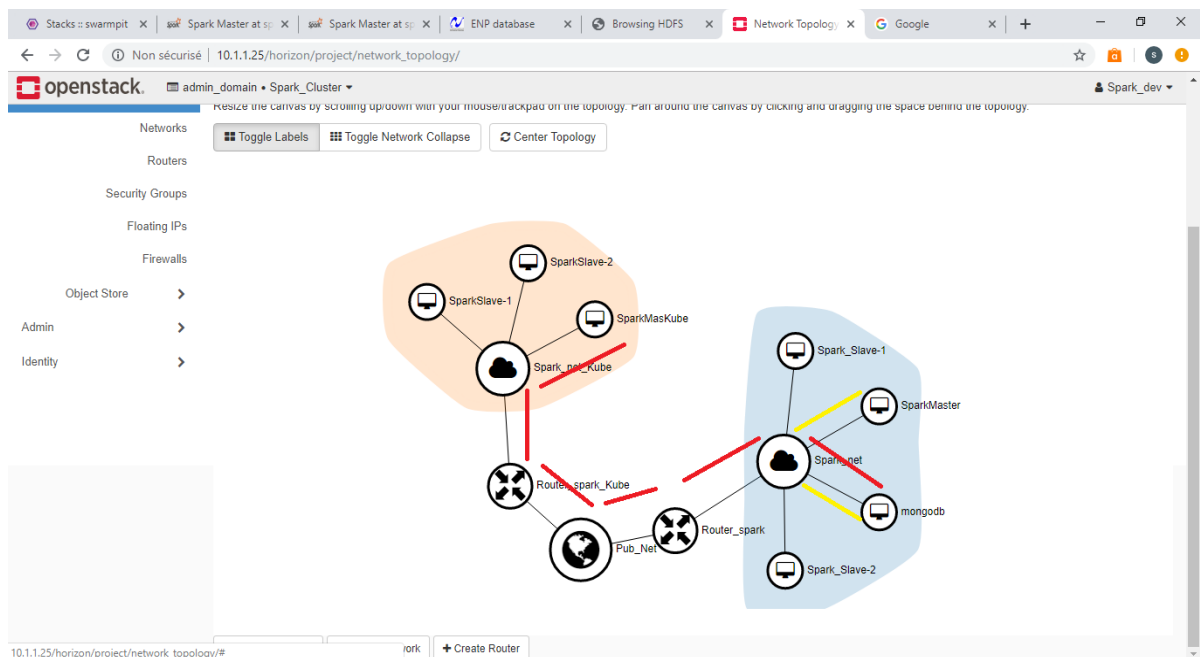 Stacks :: swarmpit
Spark Master at sp
Spark Master at sp
ENP database
Browsing HDFS
Network Topology
Google
Non sécurisé
10.1.1.25/horizon/project/network_topology/
a
s
openstack.
admin_domain • Spark_Cluster
Spark_dev
Resize the canvas by scrolling up/down with your mouse/trackpad on the topology. Pan around the canvas by clicking and dragging the space behind the topology.
Networks
Routers
Security Groups
Floating IPs
Firewalls
Object Store
Admin
Identity
Toggle Labels
Toggle Network Collapse
Center Topology
SparkSlave-2
SparkSlave-1
SparkMasKube
Spark_net_Kube
Router_spark_Kube
Pub_Net
Router_spark
Spark_Slave-1
SparkMaster
Spark_net
mongodb
Spark_Slave-2
work
+ Create Router
10.1.1.25/horizon/project/network_topology/#